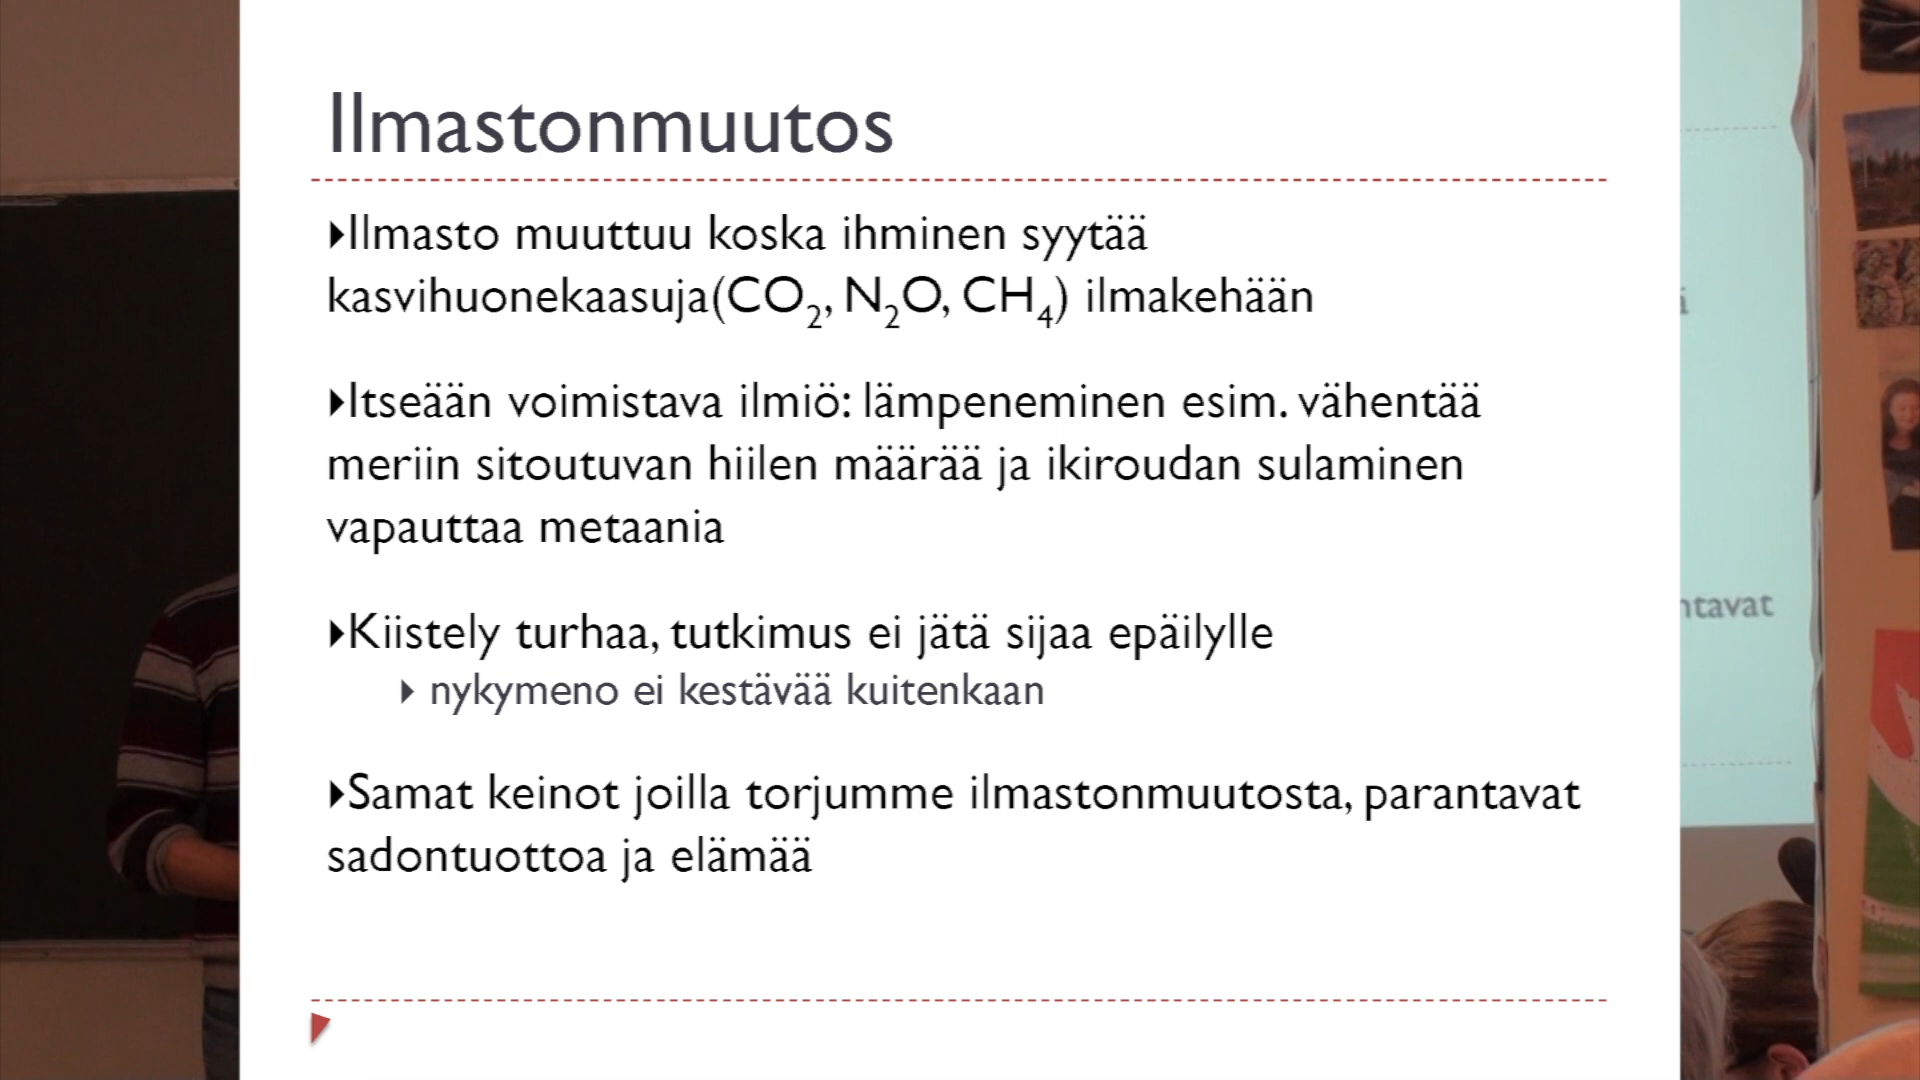 Ilmastonmuutos
Ilmasto muuttuu koska ihminen syytää
kasvihuonekaasuja(CO₂, N₂O, CH₄) ilmakehään
Itseään voimistava ilmiö: lämpeneminen esim. vähentää
meriin sitoutuvan hiilen määrää ja ikiroudan sulaminen
vapauttaa metaania
Kiistely turhaa, tutkimus ei jätä sijaa epäilylle
nykymeno ei kestävää kuitenkaan
Samat keinot joilla torjumme ilmastonmuutosta, parantavat
sadontuottoa ja elämää